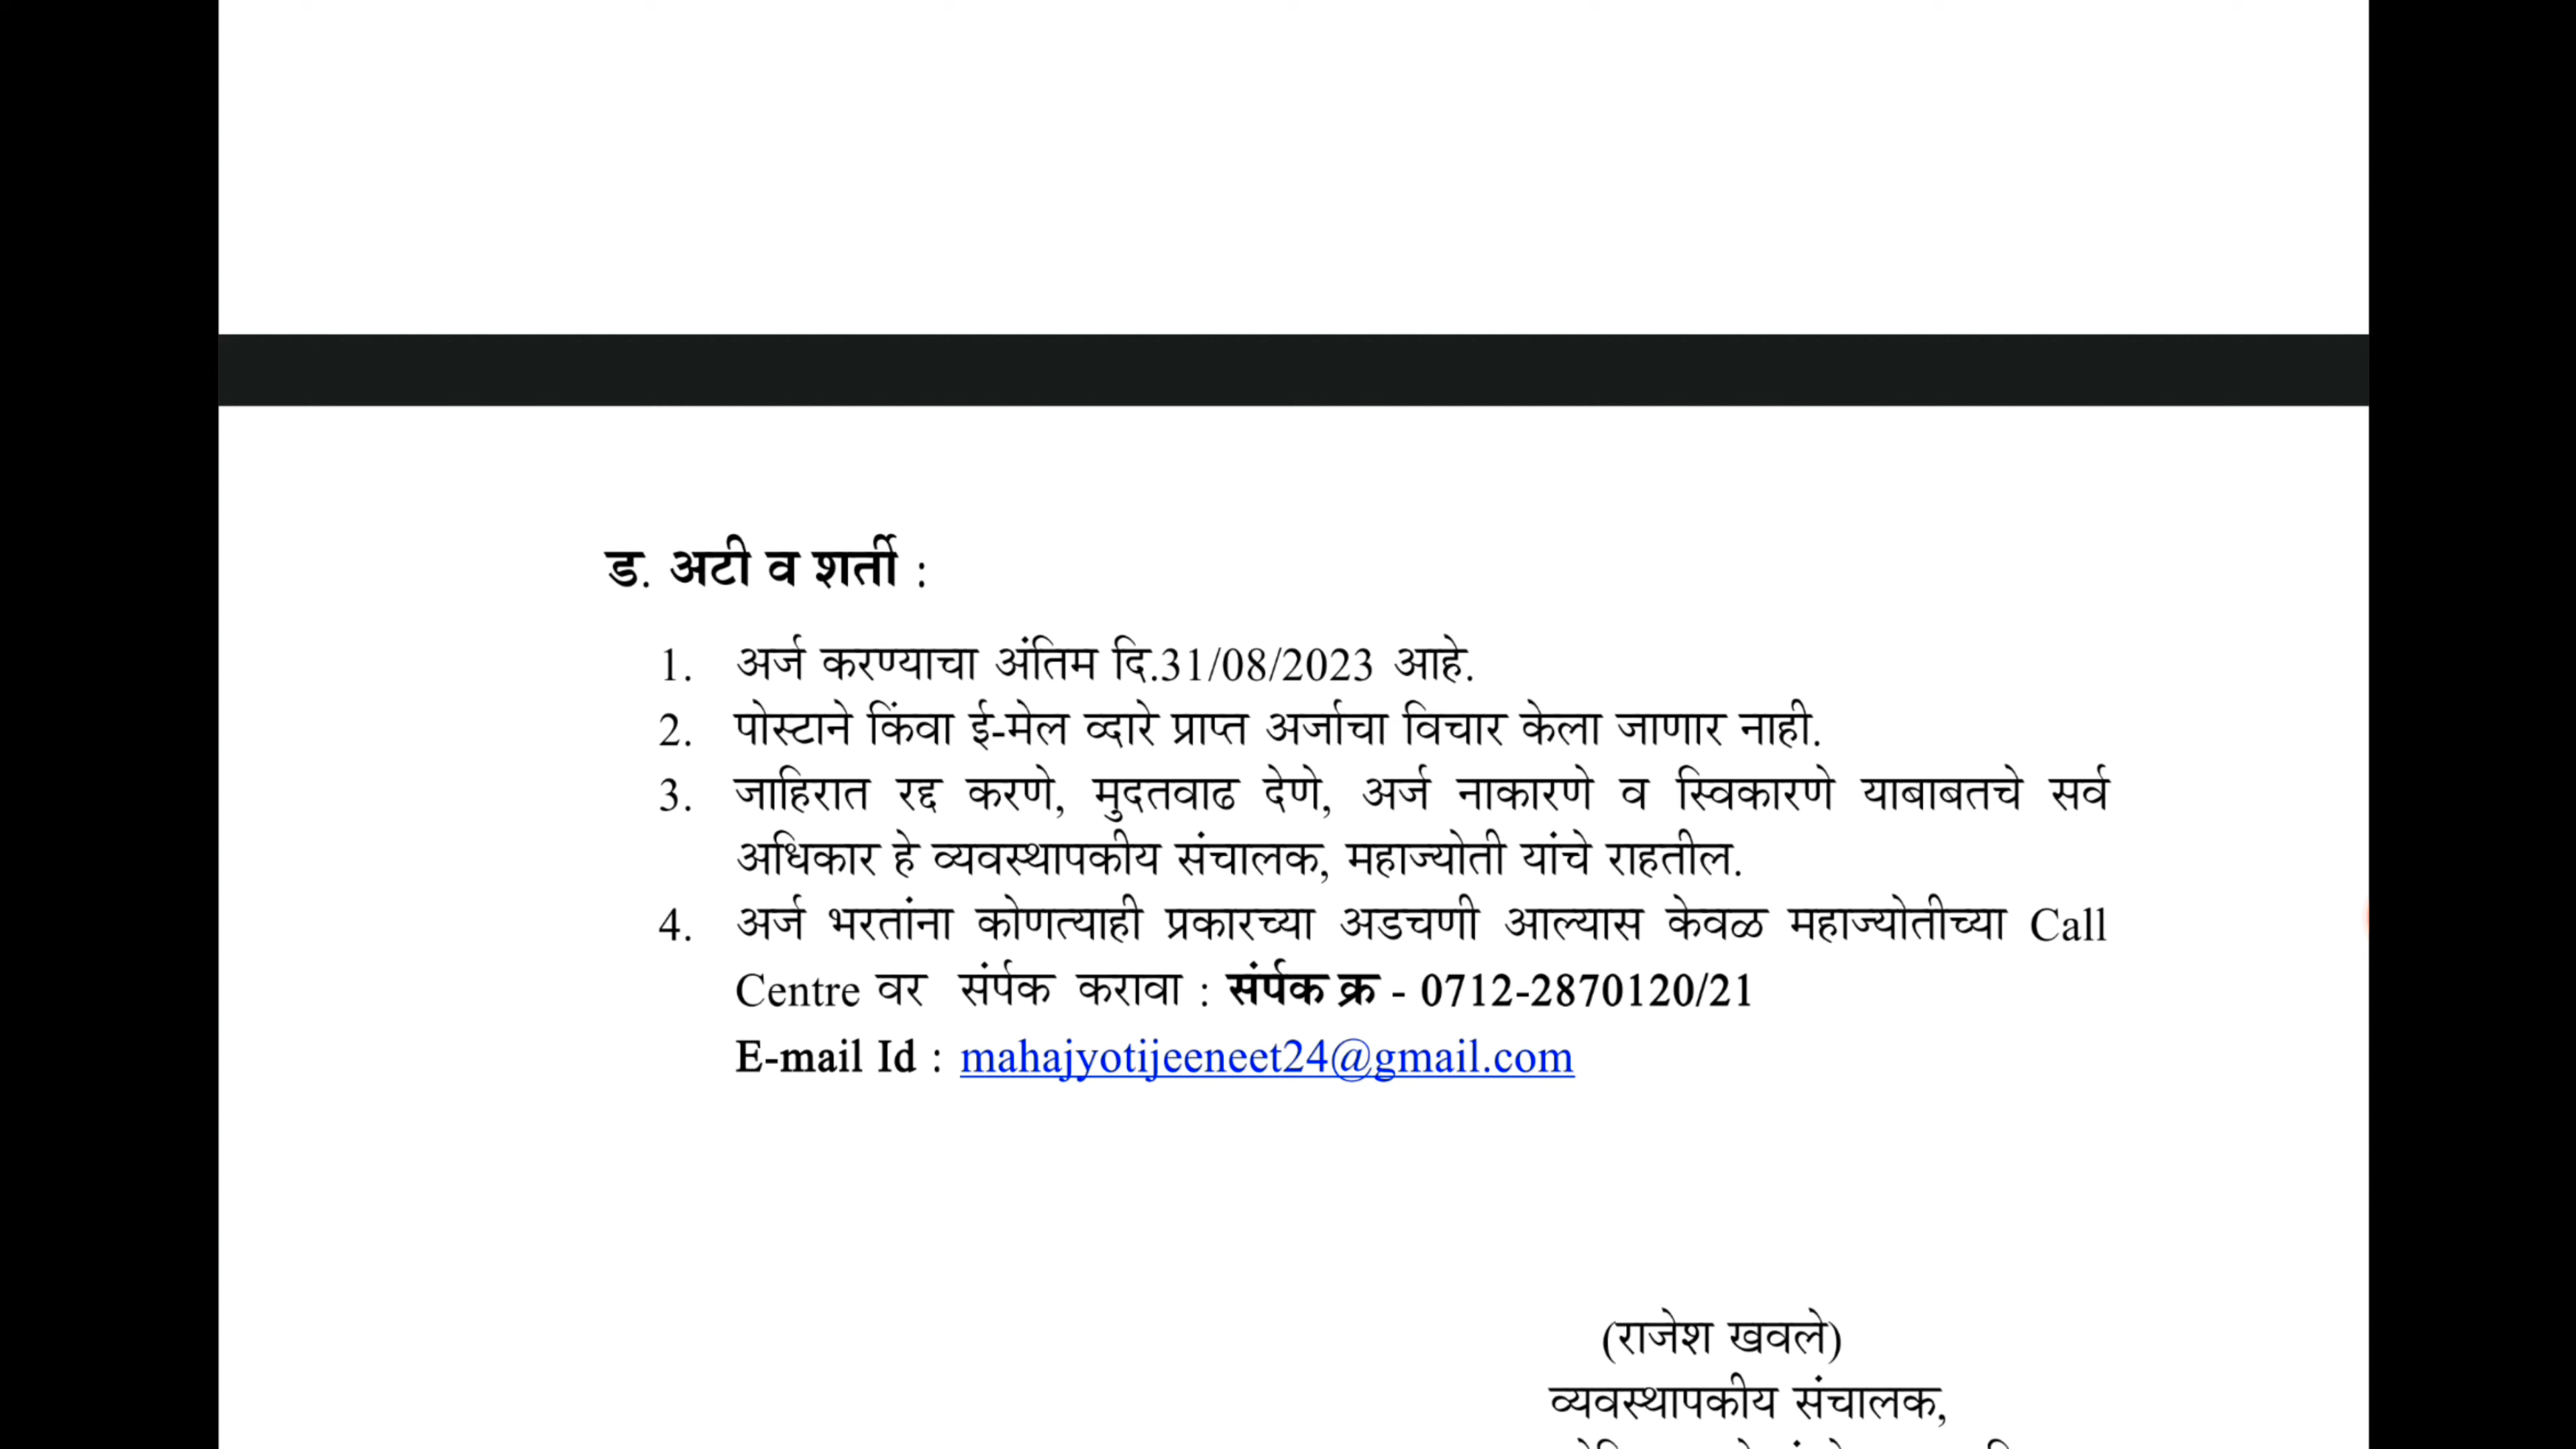 ड. अटी व शर्ती :
1. अर्ज करण्याचा अंतिम दि.31/08/2023 आहे.
2. पोस्टाने किंवा ई-मेल व्दारे प्राप्त अर्जाचा विचार केला जाणार नाही.
3. जाहिरात रद्द करणे, मुदतवाढ देणे, अर्ज नाकारणे व स्विकारणे याबाबतचे सर्व
अधिकार हे व्यवस्थापकीय संचालक, महाज्योती यांचे राहतील.
4. अर्ज भरतांना कोणत्याही प्रकारच्या अडचणी आल्यास केवळ महाज्योतीच्या Call
Centre वर संर्पक करावा : संर्पक क्र - 0712-2870120/21
E-mail Id : mahajyotijeeneet24@gmail.com
(राजेश खवले)
व्यवस्थापकीय संचालक,